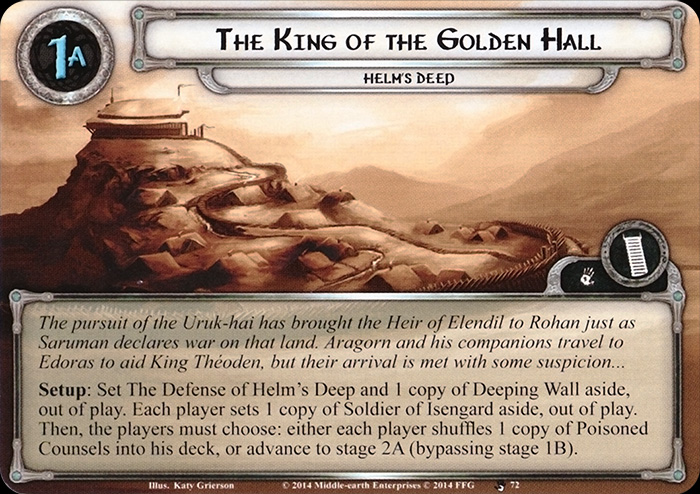 1A
THE KING OF THE GOLDEN HALL
HELM'S DEEP
The pursuit of the Uruk-hai has brought the Heir of Elendil to Rohan just as
Saruman declares war on that land. Aragorn and his companions travel to
Edoras to aid King Théoden, but their arrival is met with some suspicion...
Setup: Set The Defense of Helm's Deep and 1 copy of Deeping Wall aside,
out of play. Each player sets 1 copy of Soldier of Isengard aside, out of play.
Then, the players must choose: either each player shuffles 1 copy of Poisoned
Counsels into his deck, or advance to stage 2A (bypassing stage 1B).
Illus. Katy Grierson © 2014 Middle-earth Enterprises © 2014 FFG 72